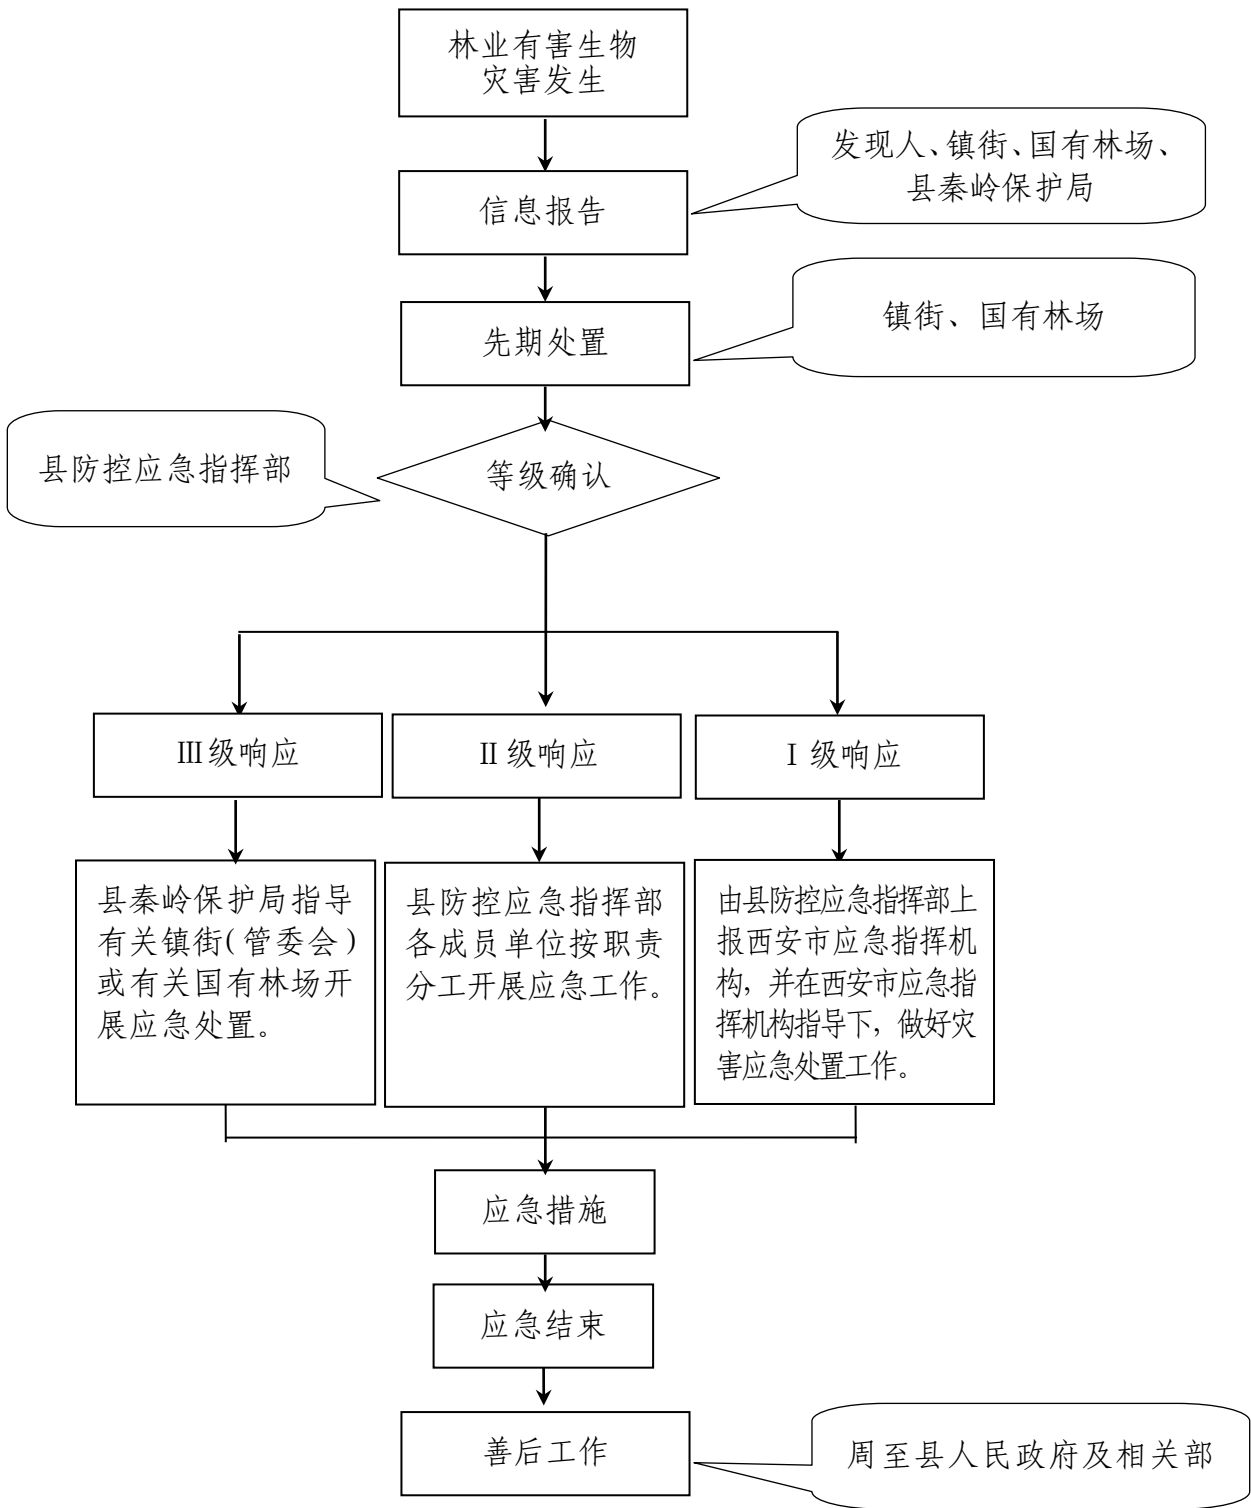 林业有害生物
灾害发生
发现人、镇街、国有林场、
县秦岭保护局
信息报告
先期处置
镇街、国有林场
县防控应急指挥部
等级确认
Ⅲ级响应
Ⅱ级响应
Ⅰ级响应
县秦岭保护局指导
有关镇街(管委会)
或有关国有林场开
展应急处置。
县防控应急指挥部
各成员单位按职责
分工开展应急工作。
由县防控应急指挥部上
报西安市应急指挥机
构，并在西安市应急指
挥机构指导下，做好灾
害应急处置工作。
应急措施
应急结束
善后工作
周至县人民政府及相关部